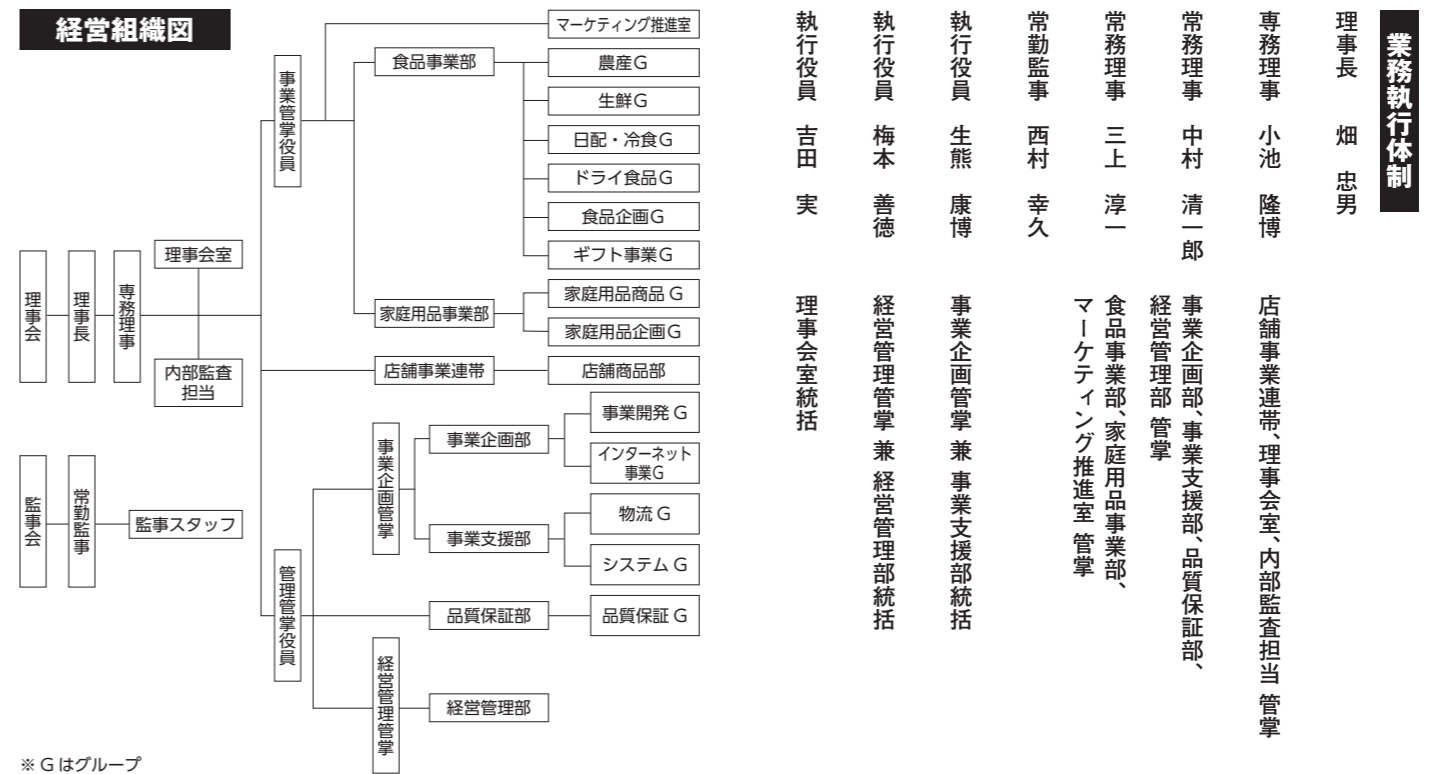 経営組織図
理事会
理事長
専務理事
理事会室
内部監査
担当
監事会
常勤監事
監事スタッフ
事業管掌役員
マーケティング推進室
食品事業部
農産G
生鮮G
日配・冷食G
ドライ食品G
食品企画G
ギフト事業G
家庭用品事業部
家庭用品商品 G
家庭用品企画G
店舗事業連帯
店舗商品部
管理管掌役員
事業企画管掌
事業企画部
事業開発 G
インターネット
事業G
事業支援部
物流 G
システム G
品質保証部
品質保証 G
経営管理管掌
経営管理部
※ G はグループ
業務執行体制
理事長 畑 忠男
専務理事 小池 隆博 店舗事業連帯、理事会室、内部監査担当 管掌
常務理事 中村 清一郎 事業企画部、事業支援部、品質保証部、
経営管理部 管掌
常務理事 三上 淳一 食品事業部、家庭用品事業部、
マーケティング推進室 管掌
常勤監事 西村 幸久
執行役員 生熊 康博 事業企画管掌 兼 事業支援部統括
執行役員 梅本 善徳 経営管理管掌 兼 経営管理部統括
執行役員 吉田 実 理事会室統括